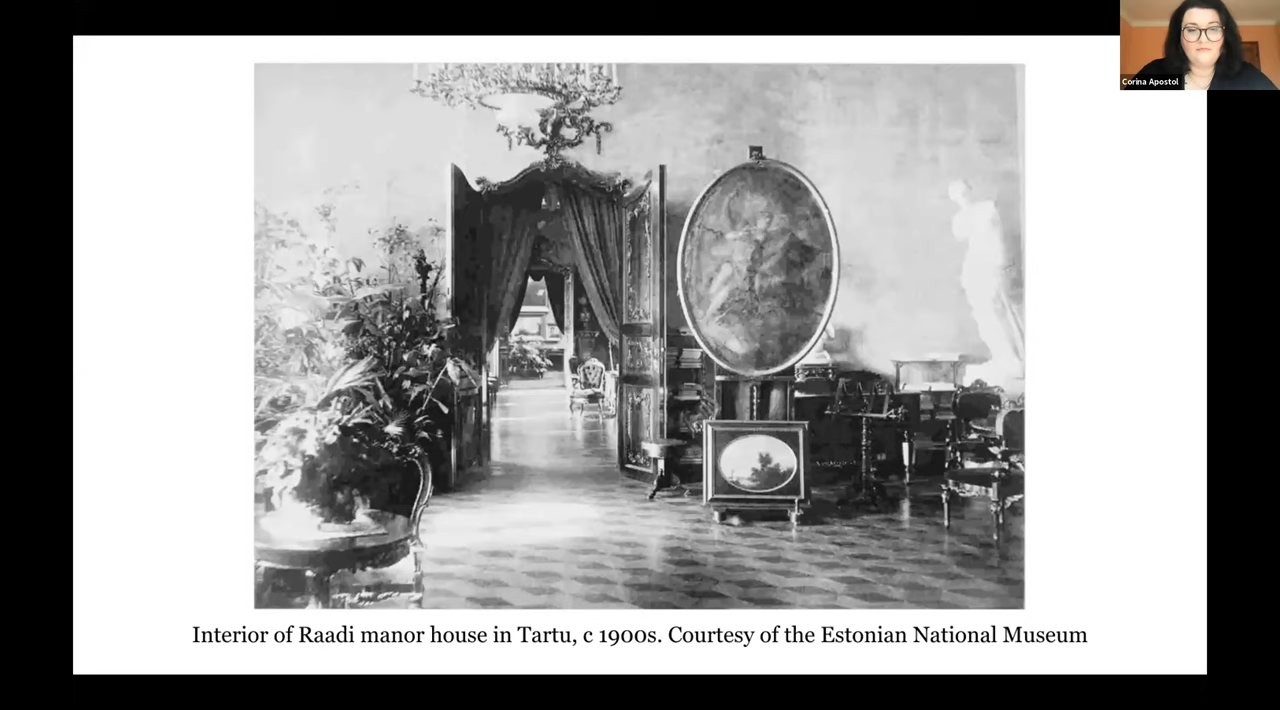 Corina Apostol
Interior of Raadi manor house in Tartu, c 1900s. Courtesy of the Estonian National Museum